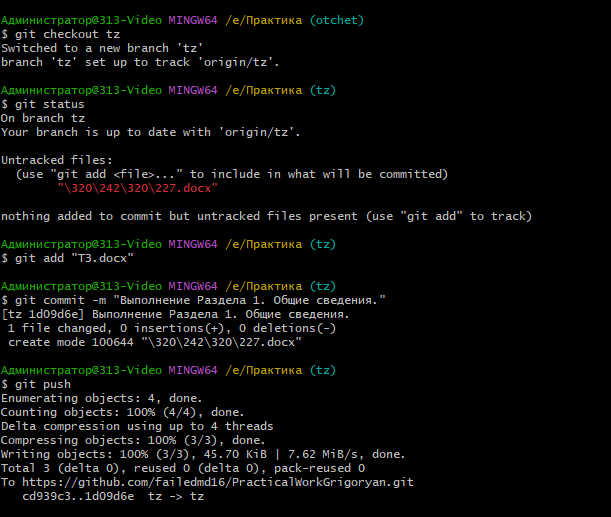 Администратор@313-Video MINGW64 /e/Практика (otchet)
$ git checkout tz
Switched to a new branch 'tz'
branch 'tz' set up to track 'origin/tz'.
Администратор@313-Video MINGW64 /e/Практика (tz)
$ git status
On branch tz
Your branch is up to date with 'origin/tz'.
Untracked files:
  (use "git add <file>..." to include in what will be committed)
        "\320\242\320\227.docx"
nothing added to commit but untracked files present (use "git add" to track)
Администратор@313-Video MINGW64 /e/Практика (tz)
$ git add "ТЗ.docx"
Администратор@313-Video MINGW64 /e/Практика (tz)
$ git commit -m "Выполнение Раздела 1. Общие сведения."
[tz 1d09d6e] Выполнение Раздела 1. Общие сведения.
 1 file changed, 0 insertions(+), 0 deletions(-)
 create mode 100644 "\320\242\320\227.docx"
Администратор@313-Video MINGW64 /e/Практика (tz)
$ git push
Enumerating objects: 4, done.
Counting objects: 100% (4/4), done.
Delta compression using up to 4 threads
Compressing objects: 100% (3/3), done.
Writing objects: 100% (3/3), 45.70 KiB | 7.62 MiB/s, done.
Total 3 (delta 0), reused 0 (delta 0), pack-reused 0
To https://github.com/failedmd16/PracticalWorkGrigoryan.git
   cd939c3..1d09d6e  tz -> tz